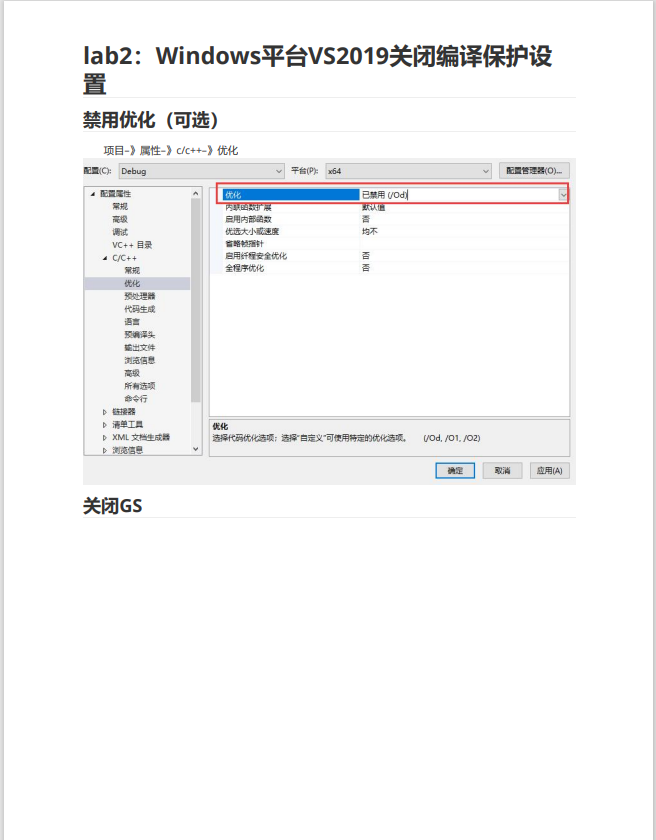 lab2：Windows平台VS2019关闭编译保护设
置
禁用优化（可选）
项目–》属性–》c/c++–》优化
配置(C): Debug 平台(P): x64 配置管理器(O)...
配置属性
常规
高级
调试
VC++ 目录
C/C++
常规
优化
预处理器
代码生成
语言
预编译头
输出文件
浏览信息
高级
所有选项
命令行
链接器
清单工具
XML 文档生成器
浏览信息
优化 已禁用 (/Od)
内联函数扩展 默认值
启用内部函数 否
优选大小或速度 均不
省略帧指针
启用纤程安全优化 否
全程序优化 否
优化
选择代码优化选项；选择“自定义”可使用特定的优化选项。 (/Od, /O1, /O2)
确定 取消 应用(A)
关闭GS